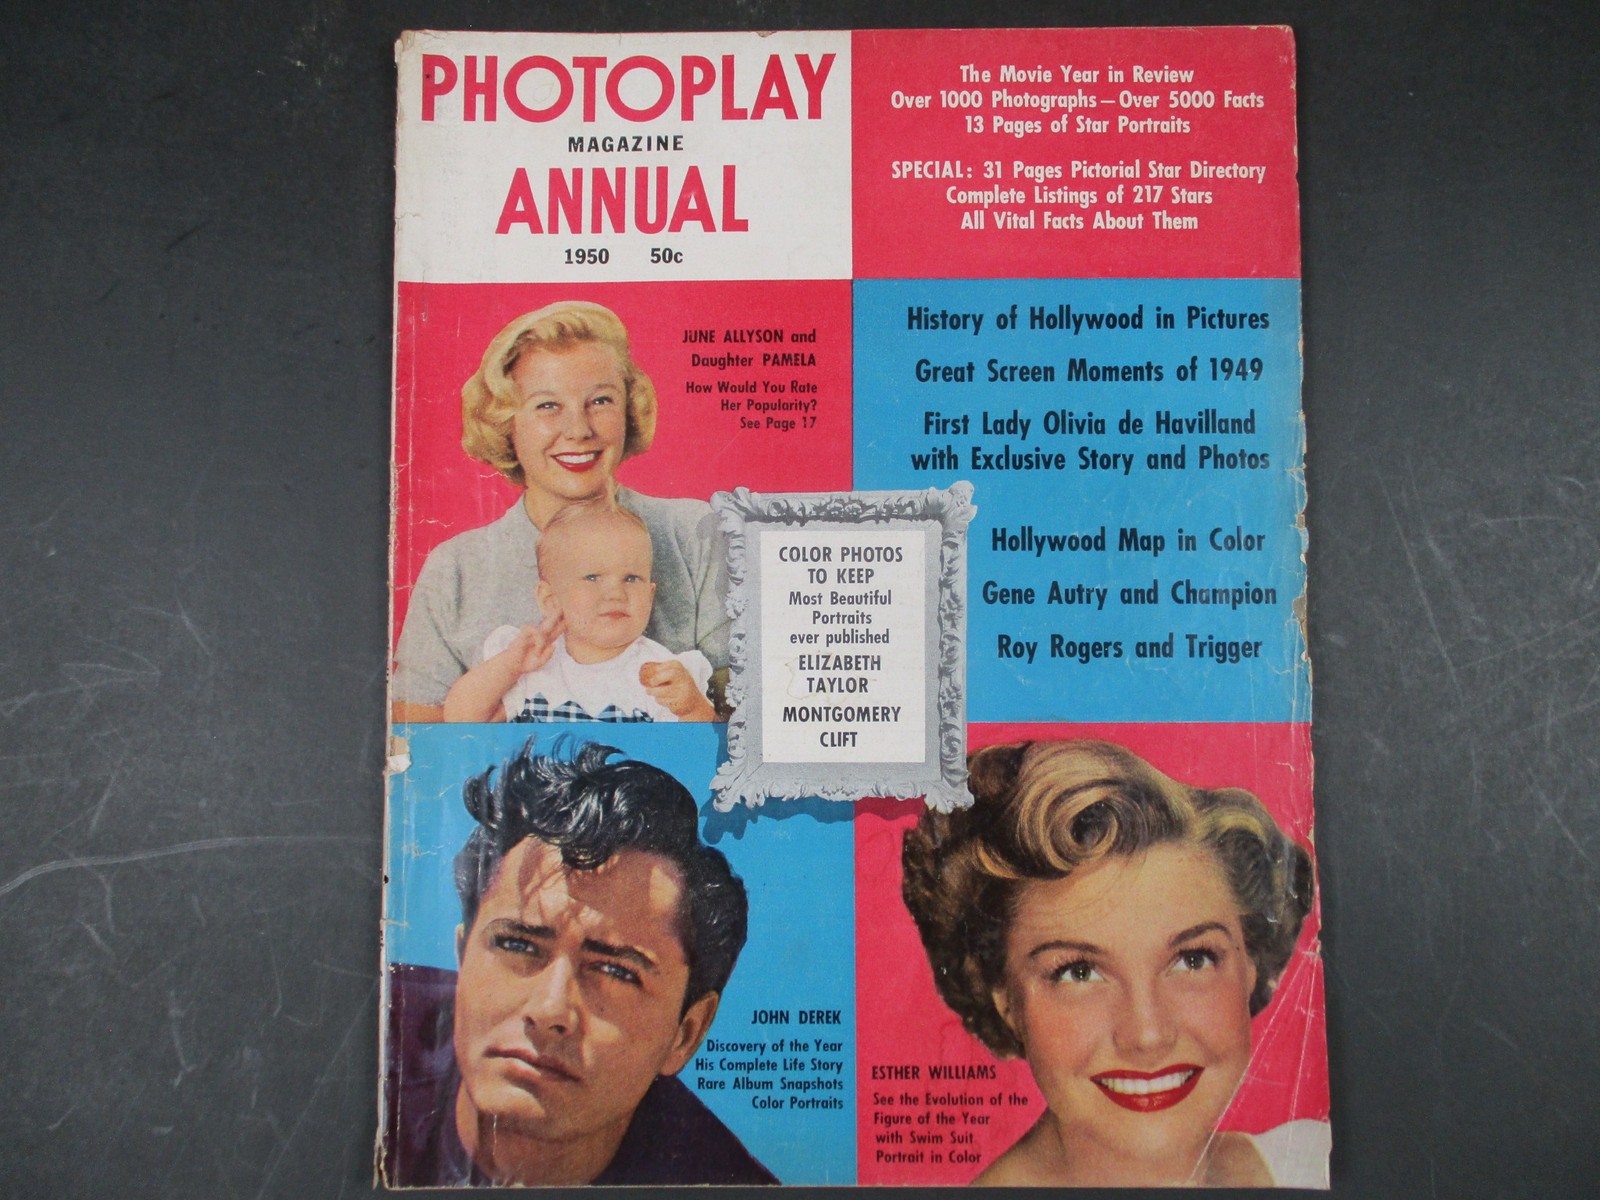 PHOTOPLAY
MAGAZINE
ANNUAL
1950 50c
The Movie Year in Review
Over 1000 Photographs — Over 5000 Facts
13 Pages of Star Portraits
SPECIAL: 31 Pages Pictorial Star Directory
Complete Listings of 217 Stars
All Vital Facts About Them
JUNE ALLYSON and
Daughter PAMELA
How Would You Rate
Her Popularity?
See Page 17
History of Hollywood in Pictures
Great Screen Moments of 1949
First Lady Olivia de Havilland
with Exclusive Story and Photos
Hollywood Map in Color
Gene Autry and Champion
Roy Rogers and Trigger
COLOR PHOTOS
TO KEEP
Most Beautiful
Portraits
ever published
ELIZABETH
TAYLOR
MONTGOMERY
CLIFT
JOHN DEREK
Discovery of the Year
His Complete Life Story
Rare Album Snapshots
Color Portraits
ESTHER WILLIAMS
See the Evolution of the
Figure of the Year
with Swim Suit
Portrait in Color